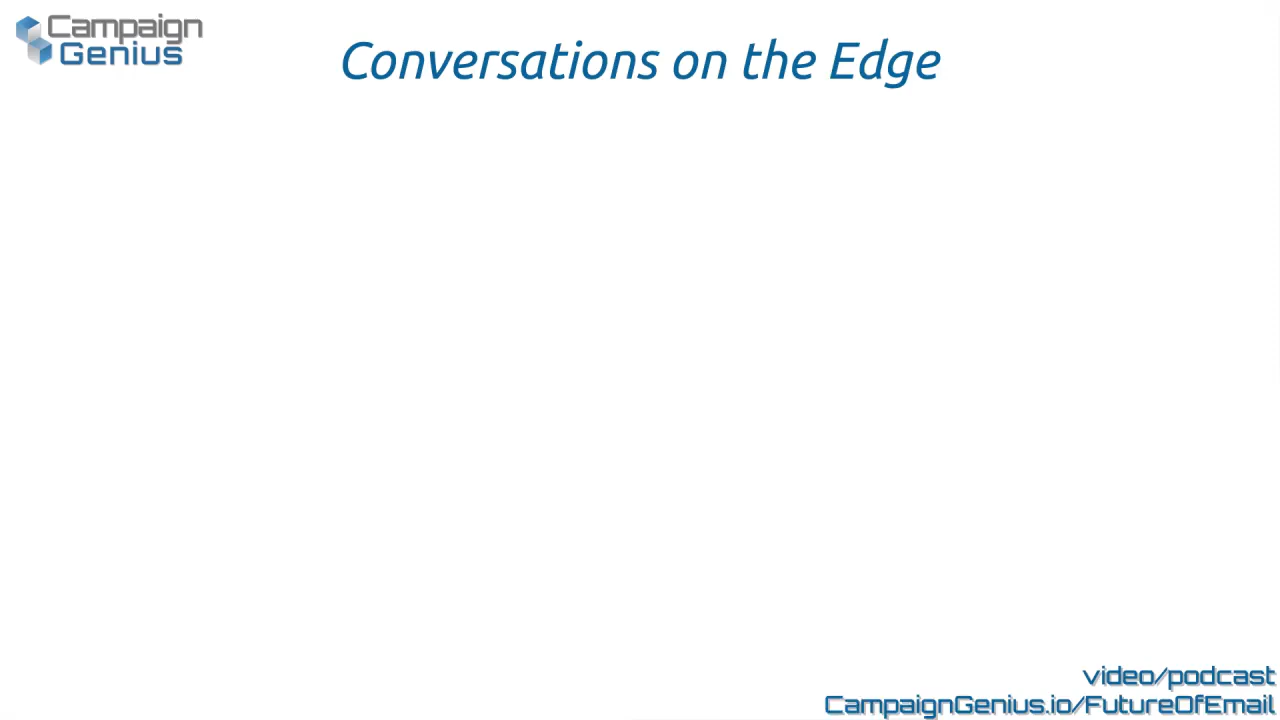 Campaign
Genius
Conversations on the Edge
video/podcast
CampaignGenius.io/FutureOfEmail